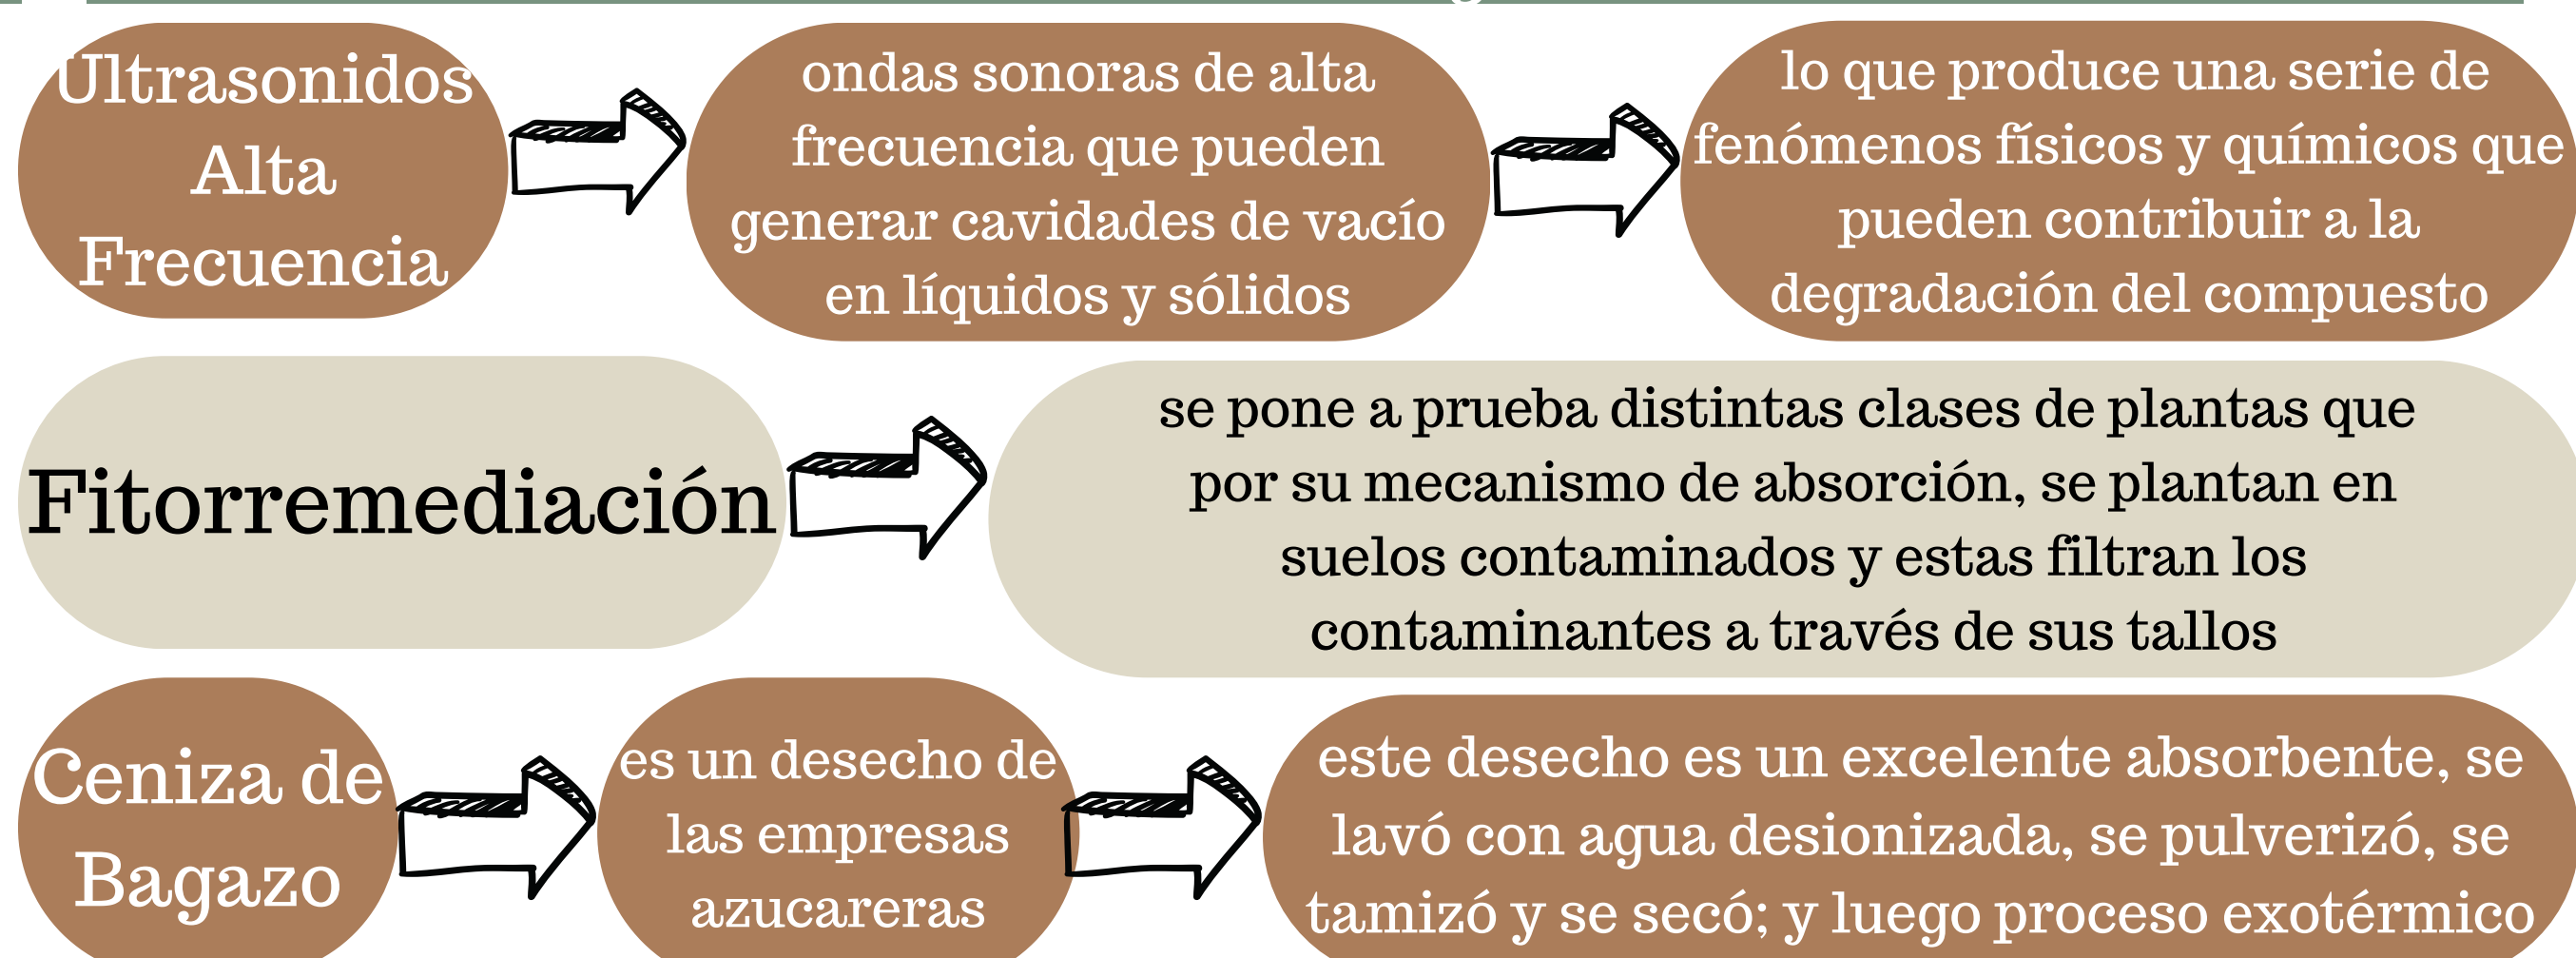 Ultrasonidos
Alta
Frecuencia
ondas sonoras de alta
frecuencia que pueden
generar cavidades de vacío
en líquidos y sólidos
lo que produce una serie de
fenómenos físicos y químicos que
pueden contribuir a la
degradación del compuesto
Fitorremediación
se pone a prueba distintas clases de plantas que
por su mecanismo de absorción, se plantan en
suelos contaminados y estas filtran los
contaminantes a través de sus tallos
Ceniza de
Bagazo
es un desecho de
las empresas
azucareras
este desecho es un excelente absorbente, se
lavó con agua desionizada, se pulverizó, se
tamizó y se secó; y luego proceso exotérmico